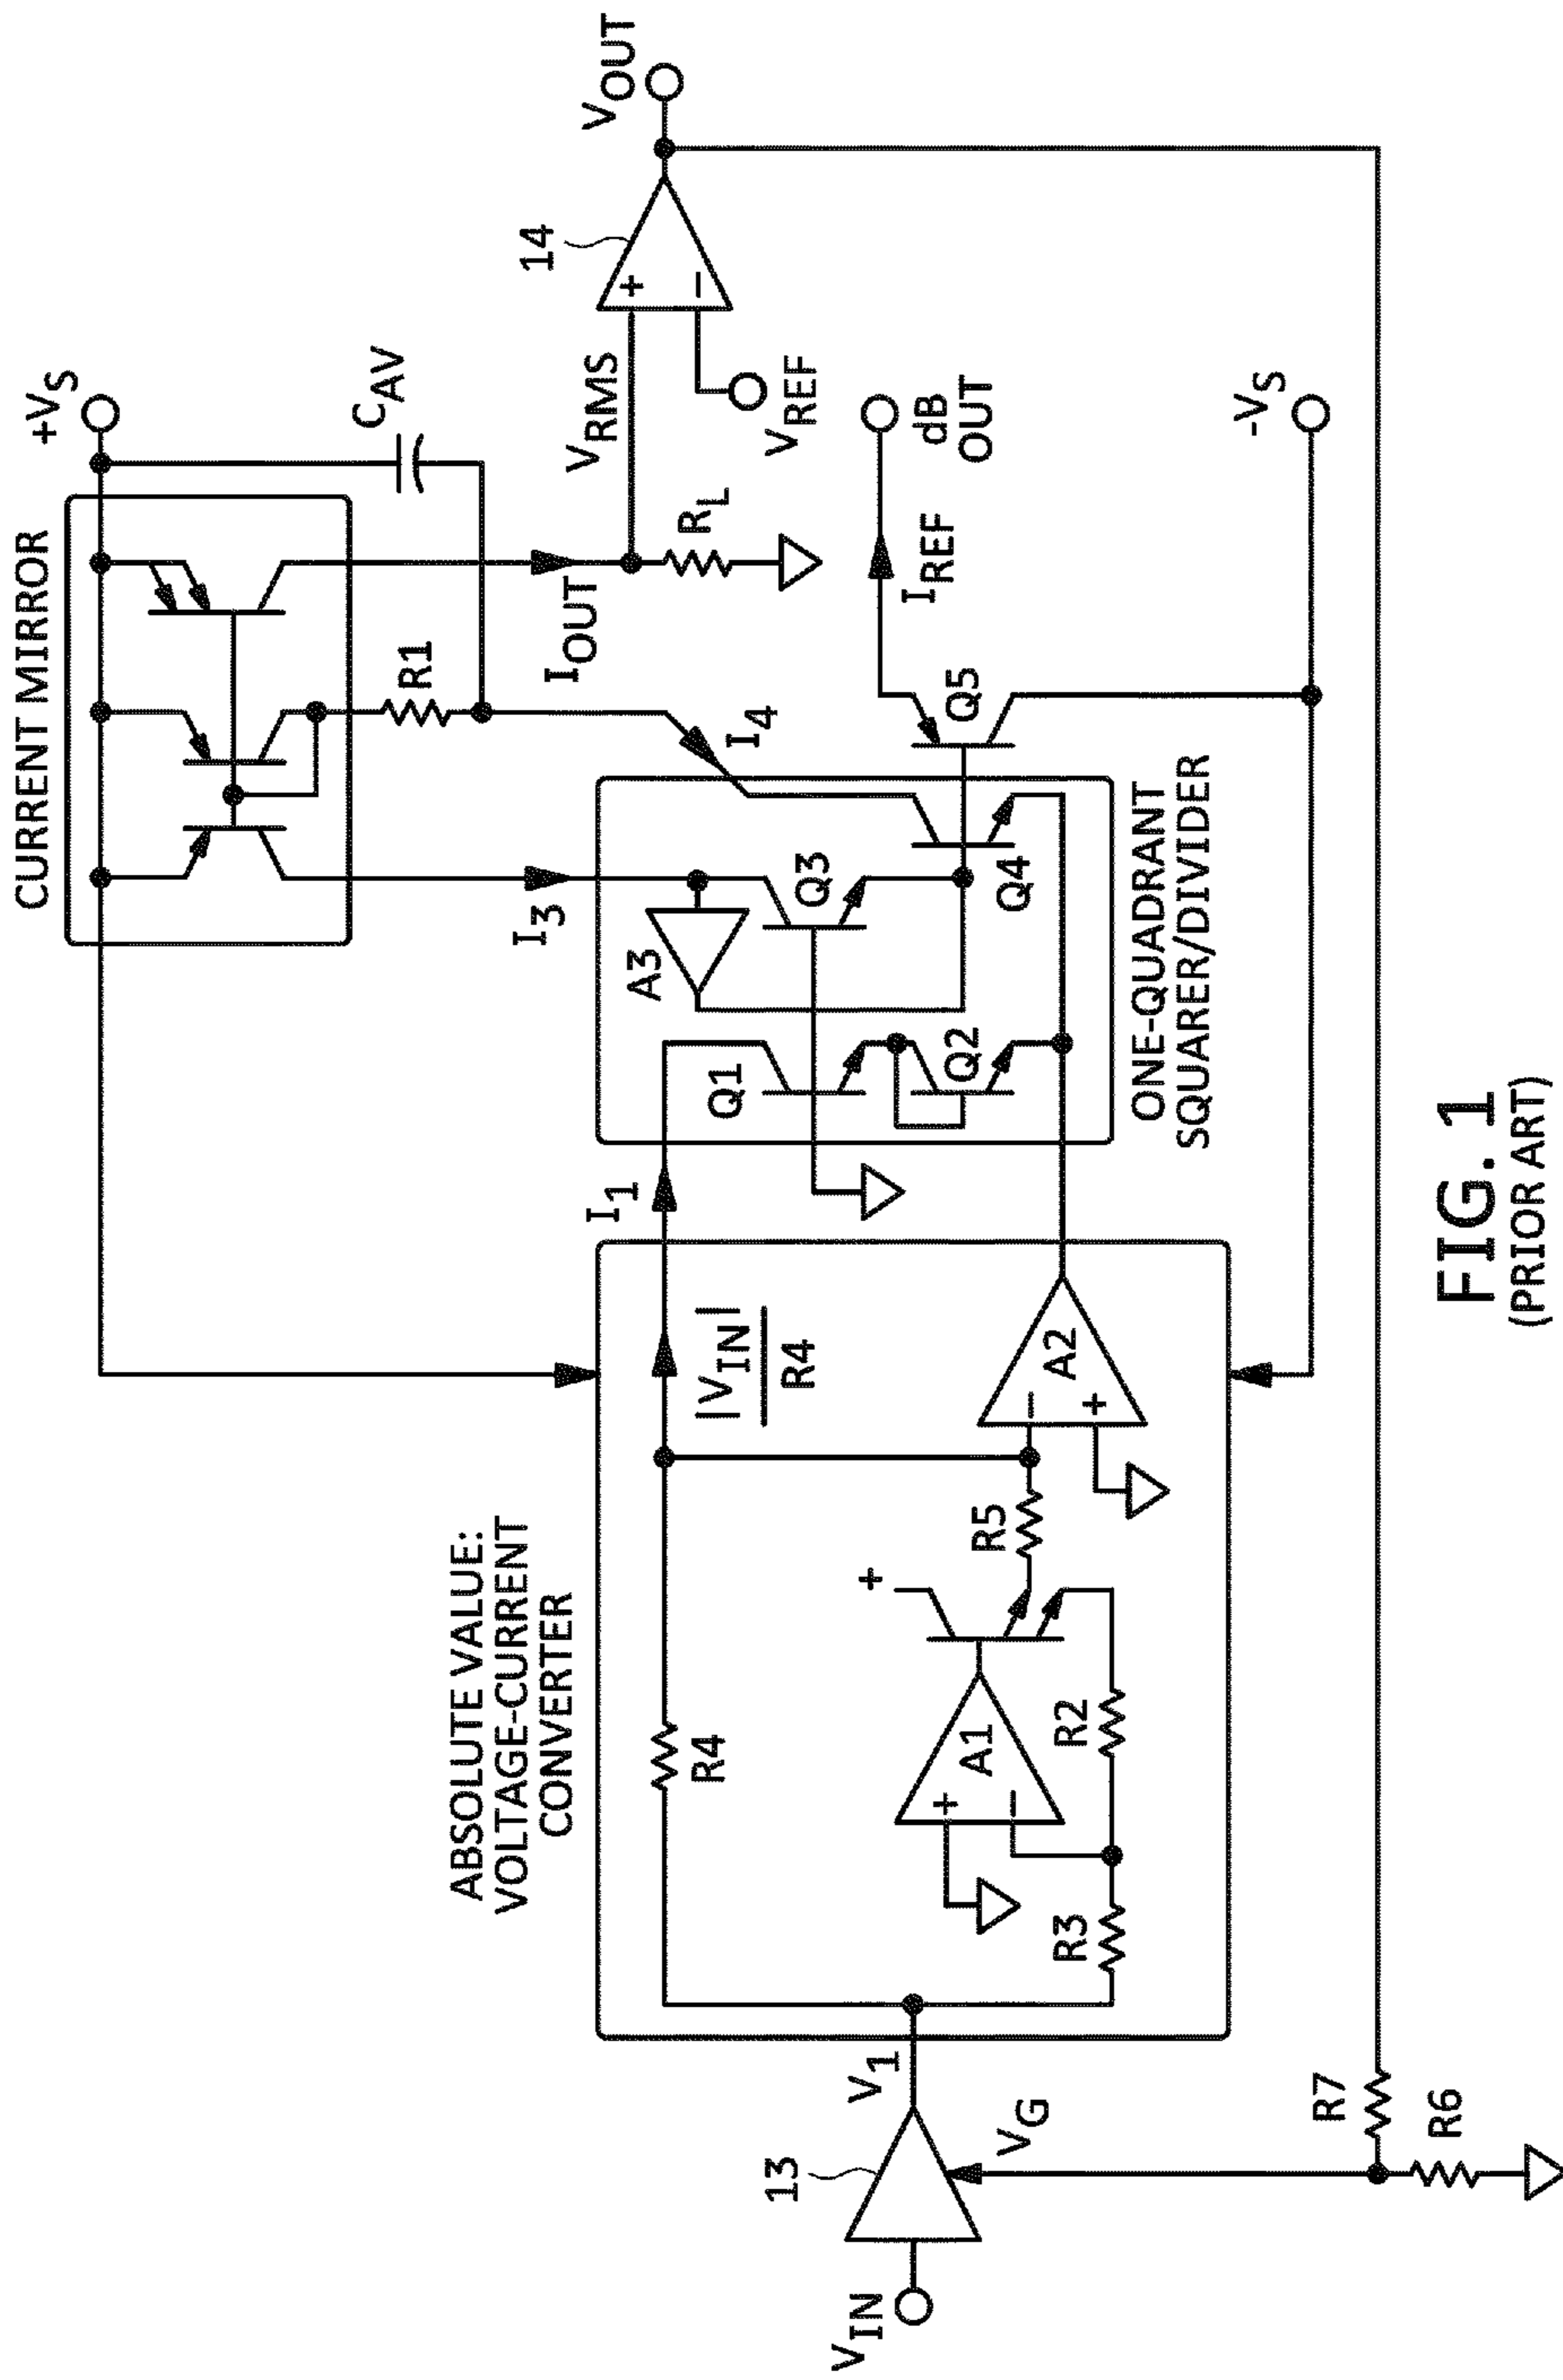 CURRENT MIRROR
+VS
CAV
R1
I3
IOUT
I4
VRMS
RL
14
VOUT
VREF
ABSOLUTE VALUE:
VOLTAGE-CURRENT
CONVERTER
R4
|VIN|
R4
I1
A3
Q1
Q2
Q3
Q4
Q5
IREF
dB
OUT
ONE-QUADRANT
SQUARER/DIVIDER
+
A1
+
−
R2
R3
R5
A2
−
+
-VS
VIN
13
V1
VG
R7
R6
+
−
FIG. 1
(PRIOR ART)